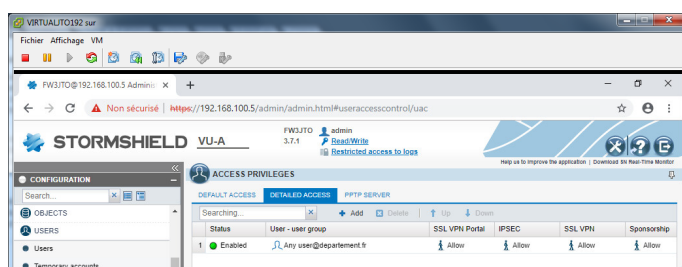 VIRTUALITO192 sur
Fichier Affichage VM
FW3JTO@192.168.100.5 Adminis
Non sécurisé | https://192.168.100.5/admin/admin.html#useraccesscontrol/uac
STORMSHIELD VU-A
FW3JTO admin
3.7.1 Read/Write
Restricted access to logs
Help us to improve the application | Download SN Real-Time Monitor
CONFIGURATION
ACCESS PRIVILEGES
Search...
DEFAULT ACCESS DETAILED ACCESS PPTP SERVER
OBJECTS
Searching... Add Delete Up Down
USERS
Status User - user group SSL VPN Portal IPSEC SSL VPN Sponsorship
Users
1 Enabled Any user@departement.fr Allow Allow Allow Allow
Temporary accounts